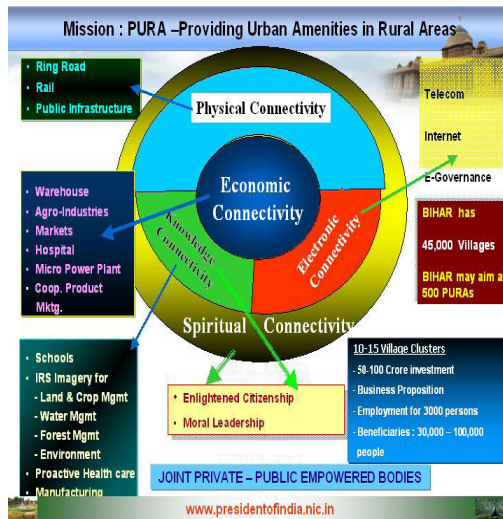 Mission : PURA –Providing Urban Amenities in Rural Areas
• Ring Road
• Rail
• Public Infrastructure
Physical Connectivity
Telecom
Internet
E-Governance
• Warehouse
• Agro-Industries
• Markets
• Hospital
• Micro Power Plant
• Coop. Product
Mktg.
Economic
Connectivity
Knowledge
Connectivity
Electronic
Connectivity
BIHAR has
45,000 Villages
BIHAR may aim a
500 PURAs
Spiritual Connectivity
• Schools
• IRS Imagery for
- Land & Crop Mgmt
- Water Mgmt
- Forest Mgmt
- Environment
• Proactive Health care
• Manufacturing
• Enlightened Citizenship
• Moral Leadership
10-15 Village Clusters
- 50-100 Crore investment
- Business Proposition
- Employment for 3000 persons
- Beneficiaries : 30,000 – 100,000
people
JOINT PRIVATE – PUBLIC EMPOWERED BODIES
www.presidentofindia.nic.in